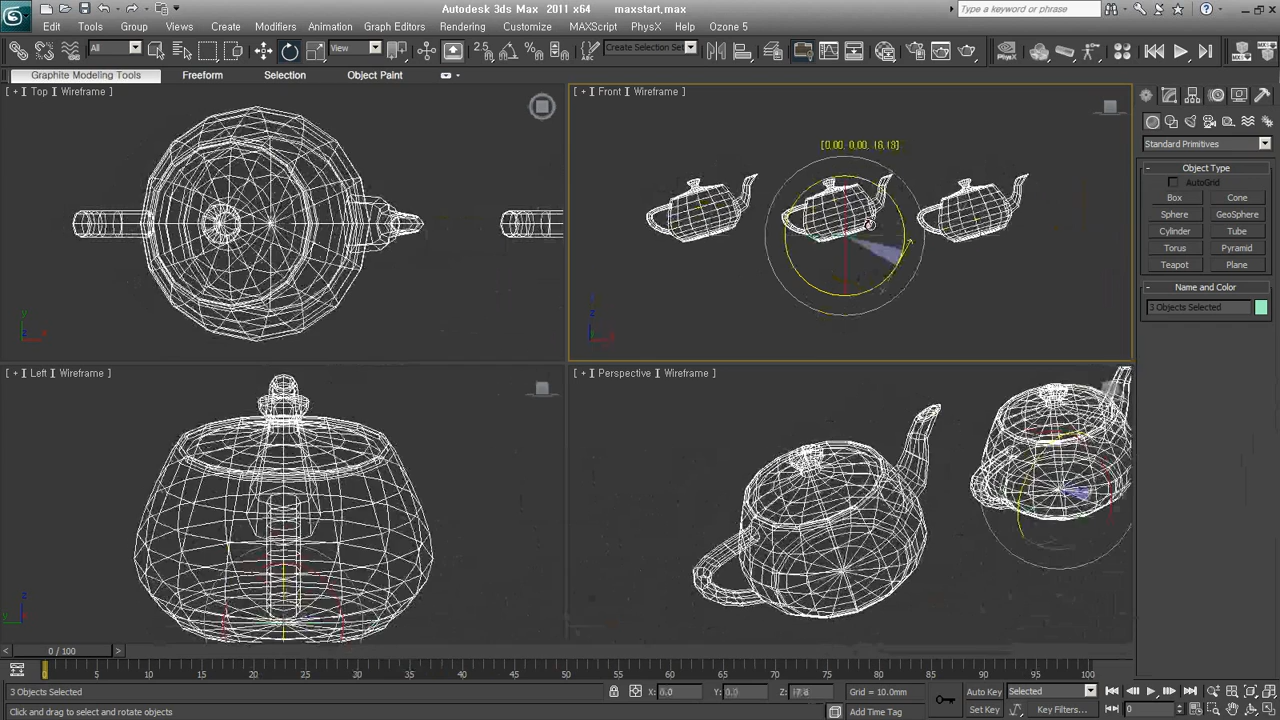 Autodesk 3ds Max  2011 x64    maxstart.max
Type a keyword or phrase
Edit Tools Group Views Create Modifiers Animation Graph Editors Rendering Customize MAXScript PhysX Help Ozone 5
All View 2.5 Create Selection Set PhysX
Graphite Modeling Tools Freeform Selection Object Paint
[ + ] Top ] Wireframe ]
[ + ] Front ] Wireframe ]
Standard Primitives
Object Type
AutoGrid
Box Cone
Sphere GeoSphere
Cylinder Tube
Torus Pyramid
Teapot Plane
Name and Color
3 Objects Selected
[ + ] Left ] Wireframe ]
[ + ] Perspective ] Wireframe ]
0 / 100
0 5 10 15 20 25 30 35 40 45 50 55 60 65 70 75 80 85 90 95 100
3 Objects Selected X: 0.0 Y: 0.0 Z: Grid = 10.0mm Auto Key Selected
Click and drag to select and rotate objects Add Time Tag Set Key Key Filters... 0